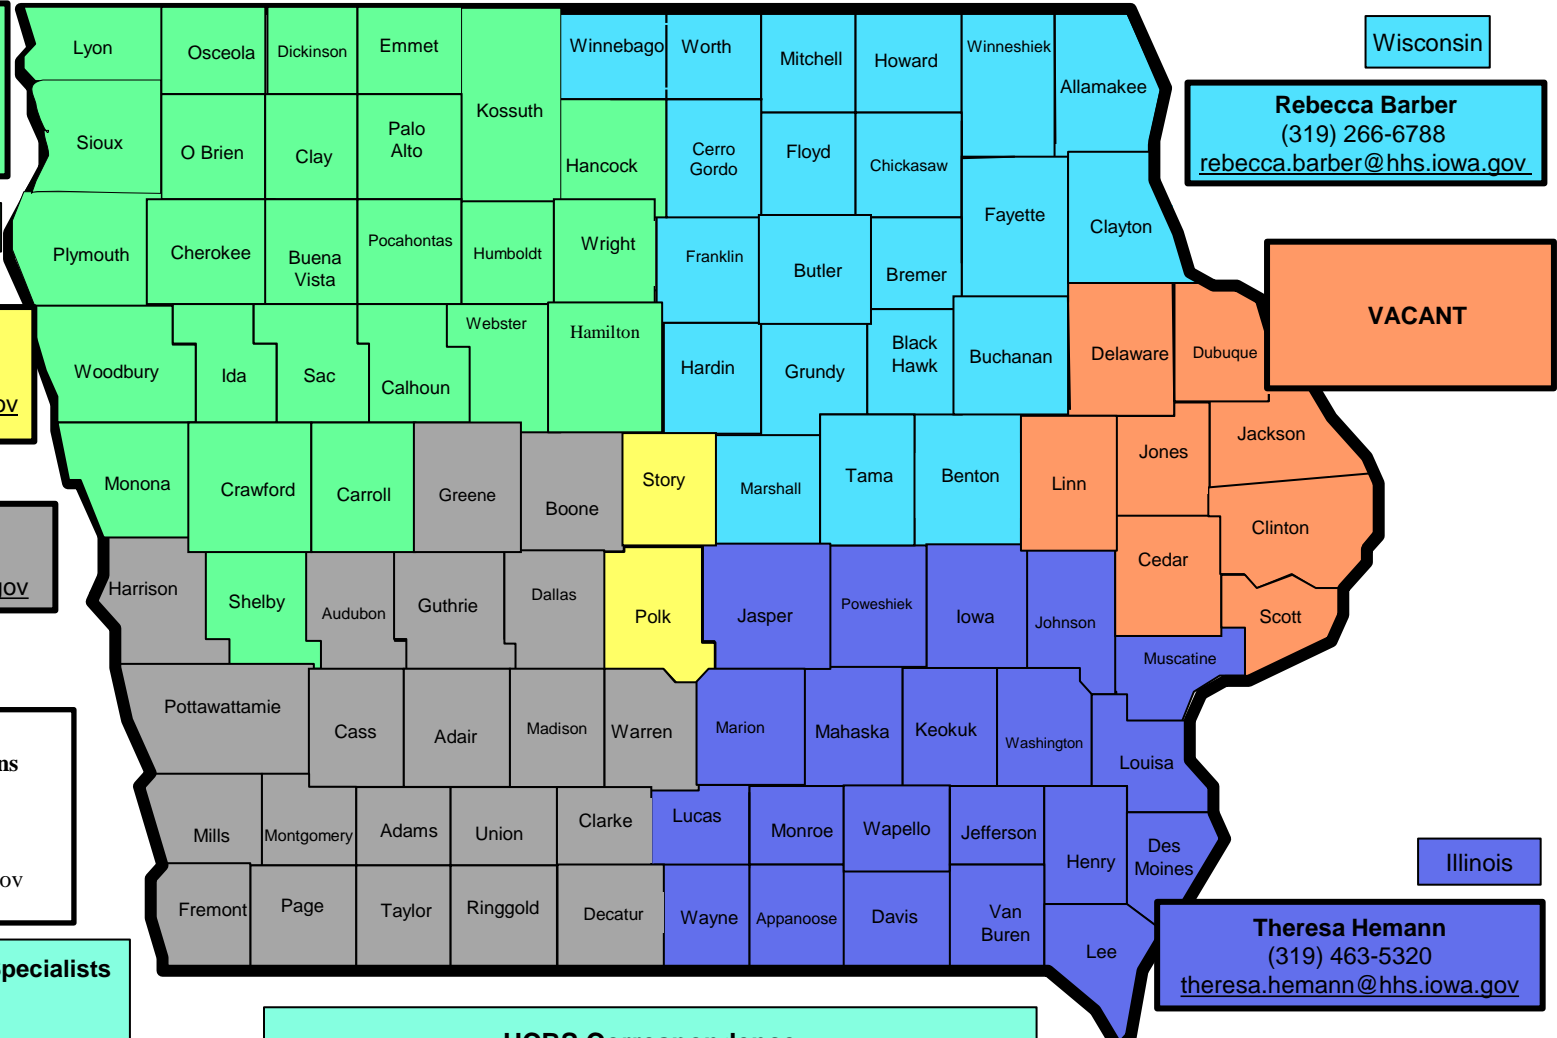 Lyon
Osceola
Dickinson
Emmet
Kossuth
Winnebago
Worth
Mitchell
Howard
Winneshiek
Allamakee
Wisconsin
Rebecca Barber
(319) 266-6788
rebecca.barber@hhs.iowa.gov
Sioux
O Brien
Clay
Palo
Alto
Hancock
Cerro
Gordo
Floyd
Chickasaw
Fayette
Clayton
Plymouth
Cherokee
Buena
Vista
Pocahontas
Humboldt
Wright
Franklin
Butler
Bremer
VACANT
Woodbury
Ida
Sac
Calhoun
Webster
Hamilton
Hardin
Grundy
Black
Hawk
Buchanan
Delaware
Dubuque
ov
Monona
Crawford
Carroll
Greene
Boone
Story
Marshall
Tama
Benton
Linn
Jones
Jackson
Clinton
Cedar
gov
Harrison
Shelby
Audubon
Guthrie
Dallas
Polk
Jasper
Poweshiek
Iowa
Johnson
Scott
Muscatine
Pottawattamie
Cass
Adair
Madison
Warren
Marion
Mahaska
Keokuk
Washington
Louisa
ns
Mills
Montgomery
Adams
Union
Clarke
Lucas
Monroe
Wapello
Jefferson
Henry
Des
Moines
Illinois
ov
Fremont
Page
Taylor
Ringgold
Decatur
Wayne
Appanoose
Davis
Van
Buren
Lee
Theresa Hemann
(319) 463-5320
theresa.hemann@hhs.iowa.gov
pecialists
HCBS Correspondence